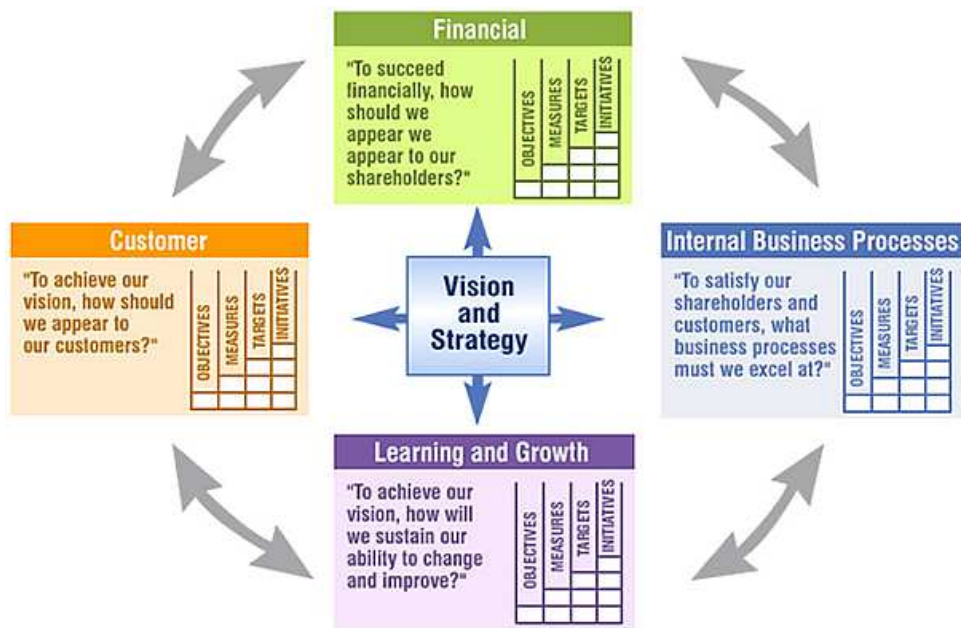 Financial
"To succeed
financially, how
should we
appear we
appear to our
shareholders?"
OBJECTIVES
MEASURES
TARGETS
INITIATIVES
Customer
"To achieve our
vision, how should
we appear to
our customers?"
OBJECTIVES
MEASURES
TARGETS
INITIATIVES
Vision
and
Strategy
Internal Business Processes
"To satisfy our
shareholders and
customers, what
business processes
must we excel at?"
OBJECTIVES
MEASURES
TARGETS
INITIATIVES
Learning and Growth
"To achieve our
vision, how will
we sustain our
ability to change
and improve?"
OBJECTIVES
MEASURES
TARGETS
INITIATIVES